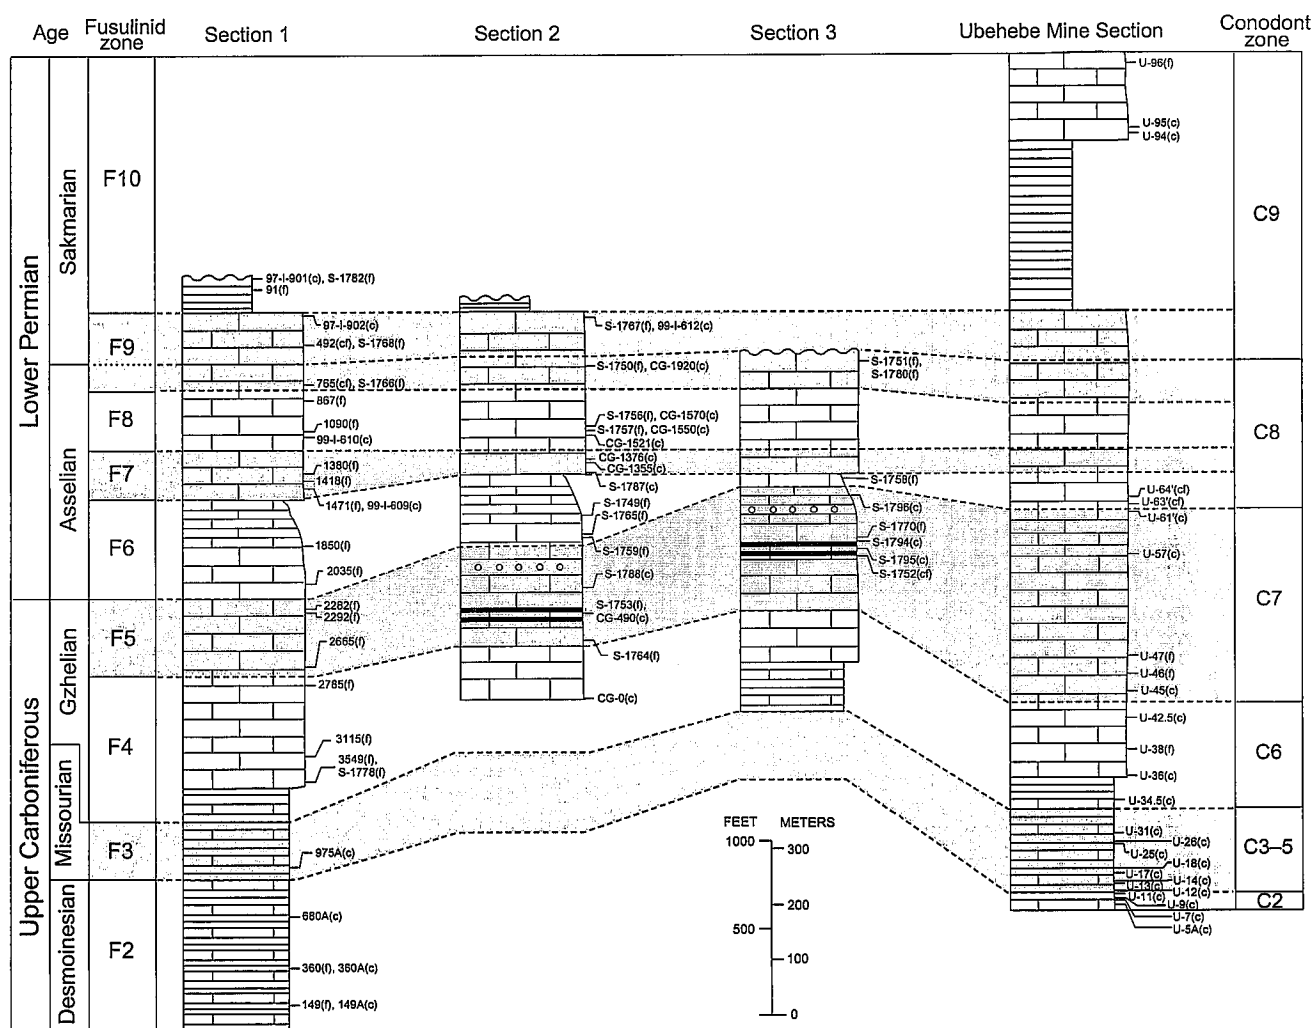 Age
Fusulinid
zone
Section 1
Section 2
Section 3
Ubehebe Mine Section
Conodont
zone
Lower Permian
Upper Carboniferous
Sakmarian
Asselian
Gzhelian
Missourian
Desmoinesian
F10
F9
F8
F7
F6
F5
F4
F3
F2
97-I-901(c), S-1782(f)
91(f)
97-I-902(c)
492(cf), S-1768(f)
765(cf), S-1766(f)
867(f)
1090(f)
99-I-610(c)
1380(f)
1418(f)
1471(f), 99-I-609(c)
1850(f)
2035(f)
2282(f)
2292(f)
2665(f)
2785(f)
3115(f)
3549(f),
S-1778(f)
975A(c)
680A(c)
360(f), 360A(c)
149(f), 149A(c)
S-1767(f), 99-I-612(c)
S-1750(f), CG-1920(c)
S-1756(f), CG-1570(c)
S-1757(f), CG-1550(c)
CG-1521(c)
CG-1376(c)
CG-1355(c)
S-1787(c)
S-1749(f)
S-1765(f)
S-1759(f)
S-1788(c)
S-1753(f),
CG-490(c)
S-1764(f)
CG-0(c)
S-1751(f),
S-1780(f)
S-1758(f)
S-1796(c)
S-1770(f)
S-1794(c)
S-1795(c)
S-1752(cf)
FEET METERS
1000
300
200
500
100
0
U-96(f)
U-95(c)
U-94(c)
U-64'(cf)
U-63'(cf)
U-61'(c)
U-57(c)
U-47(f)
U-46(f)
U-45(c)
U-42.5(c)
U-38(f)
U-36(c)
U-34.5(c)
U-31(c)
U-26(c)
U-25(c)
U-18(c)
U-17(c)
U-14(c)
U-13(c)
U-12(c)
U-11(c)
U-9(c)
U-7(c)
U-5A(c)
C9
C8
C7
C6
C3–5
C2